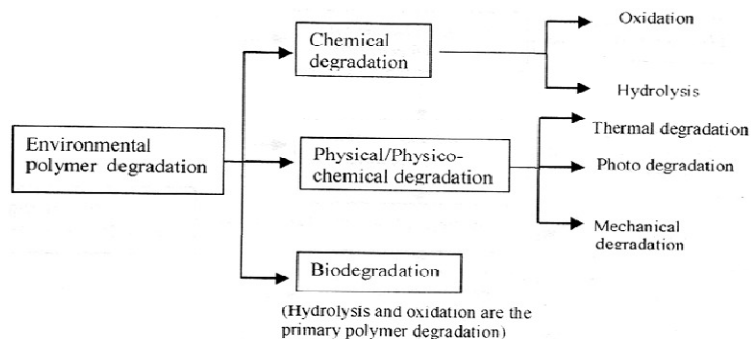 Environmental
polymer degradation
Chemical
degradation
Oxidation
Hydrolysis
Physical/Physico-
chemical degradation
Thermal degradation
Photo degradation
Mechanical
degradation
Biodegradation
(Hydrolysis and oxidation are the
primary polymer degradation)